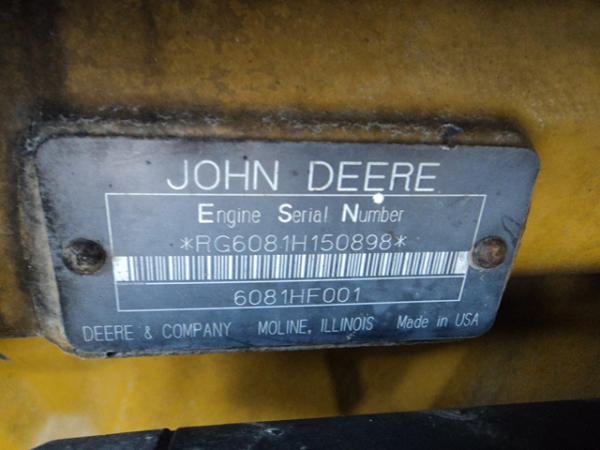 JOHN DEERE
Engine Serial Number
*RG6081H150898*
6081HF001
DEERE & COMPANY MOLINE, ILLINOIS Made in USA